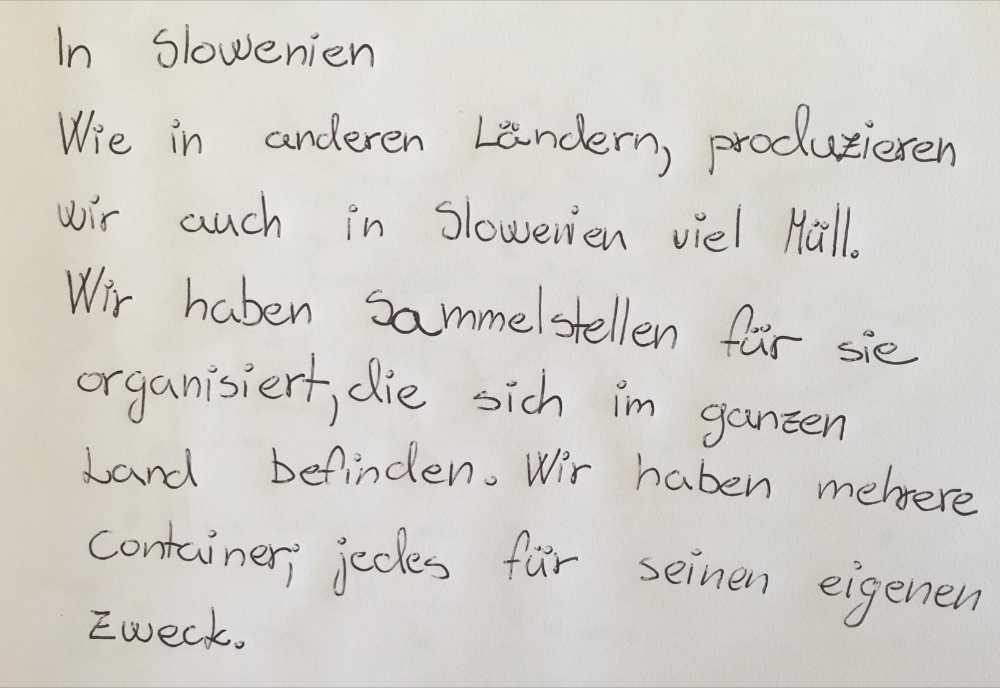 In Slowenien
Wie in anderen Ländern, produzieren
wir auch in Slowenien viel Müll.
Wir haben Sammelstellen für sie
organisiert, die sich im ganzen
Land befinden. Wir haben mehrere
Container; jedes für seinen eigenen
Zweck.